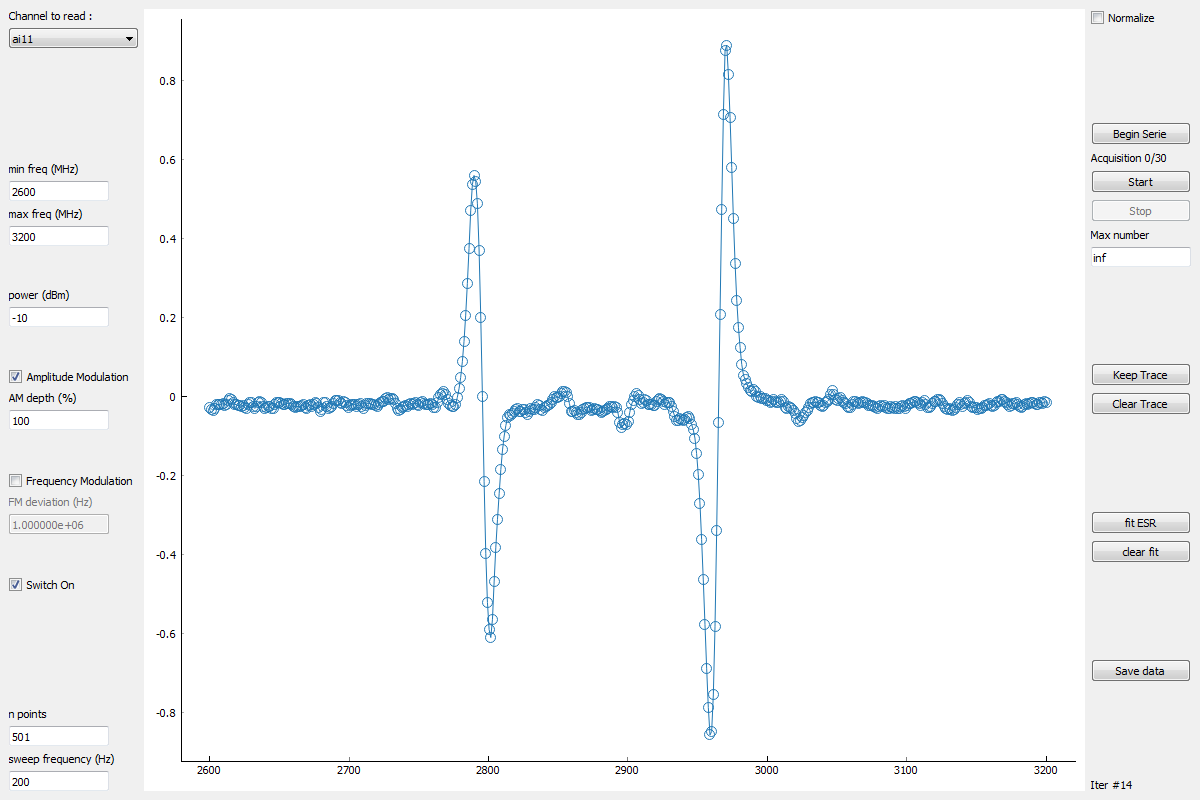 Channel to read :
ai11
min freq (MHz)
2600
max freq (MHz)
3200
power (dBm)
-10
Amplitude Modulation
AM depth (%)
100
Frequency Modulation
FM deviation (Hz)
1.000000e+06
Switch On
n points
501
sweep frequency (Hz)
200
0.8
0.6
0.4
0.2
0
-0.2
-0.4
-0.6
-0.8
2600 2700 2800 2900 3000 3100 3200
Normalize
Begin Serie
Acquisition 0/30
Start
Stop
Max number
inf
Keep Trace
Clear Trace
fit ESR
clear fit
Save data
Iter #14